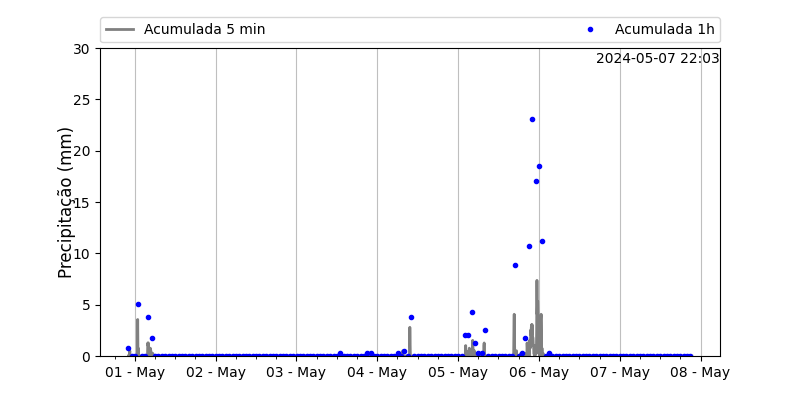 Acumulada 5 min Acumulada 1h
2024-05-07 22:03
Precipitação (mm)
30
25
20
15
10
5
0
01 - May 02 - May 03 - May 04 - May 05 - May 06 - May 07 - May 08 - May